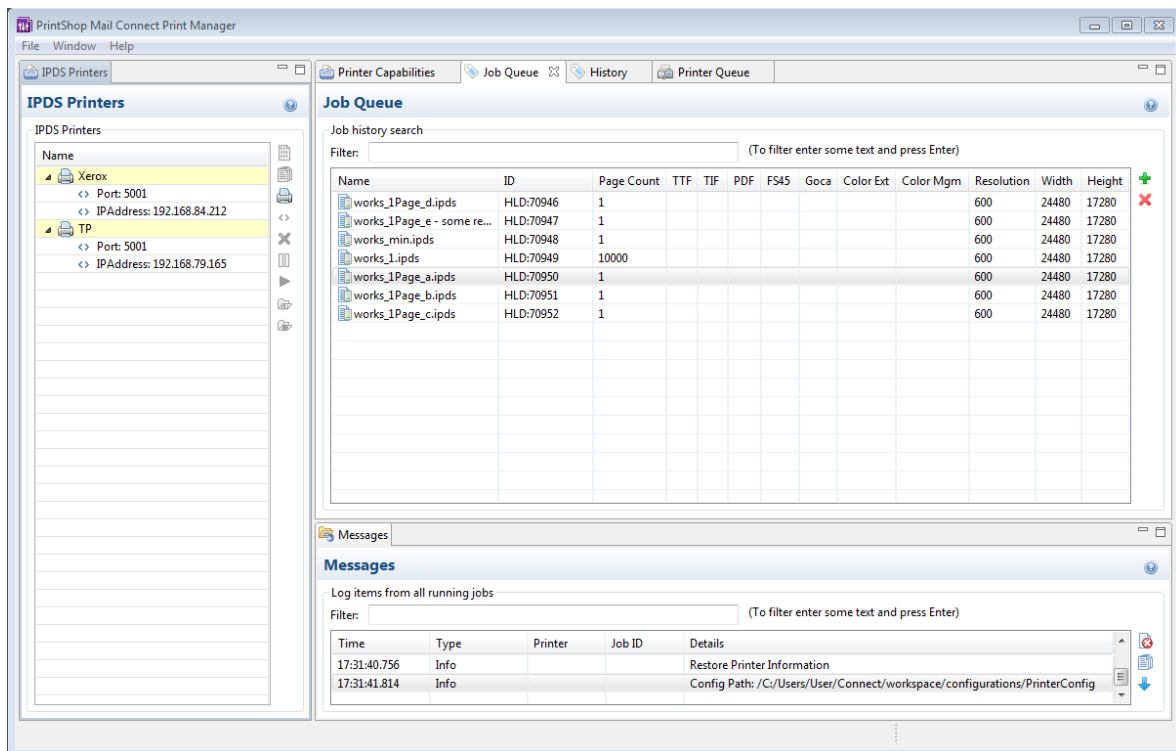 PrintShop Mail Connect Print Manager
File Window Help
IPDS Printers
IPDS Printers
IPDS Printers
Name
Xerox
<> Port: 5001
<> IPAddress: 192.168.84.212
TP
<> Port: 5001
<> IPAddress: 192.168.79.165
Printer Capabilities Job Queue History Printer Queue
Job Queue
Job history search
Filter: (To filter enter some text and press Enter)
Name ID Page Count TTF TIF PDF FS45 Goca Color Ext Color Mgm Resolution Width Height
works_1Page_d.ipds HLD:70946 1 600 24480 17280
works_1Page_e - some re... HLD:70947 1 600 24480 17280
works_min.ipds HLD:70948 1 600 24480 17280
works_1.ipds HLD:70949 10000 600 24480 17280
works_1Page_a.ipds HLD:70950 1 600 24480 17280
works_1Page_b.ipds HLD:70951 1 600 24480 17280
works_1Page_c.ipds HLD:70952 1 600 24480 17280
Messages
Messages
Log items from all running jobs
Filter: (To filter enter some text and press Enter)
Time Type Printer Job ID Details
17:31:40.756 Info Restore Printer Information
17:31:41.814 Info Config Path: /C:/Users/User/Connect/workspace/configurations/PrinterConfig